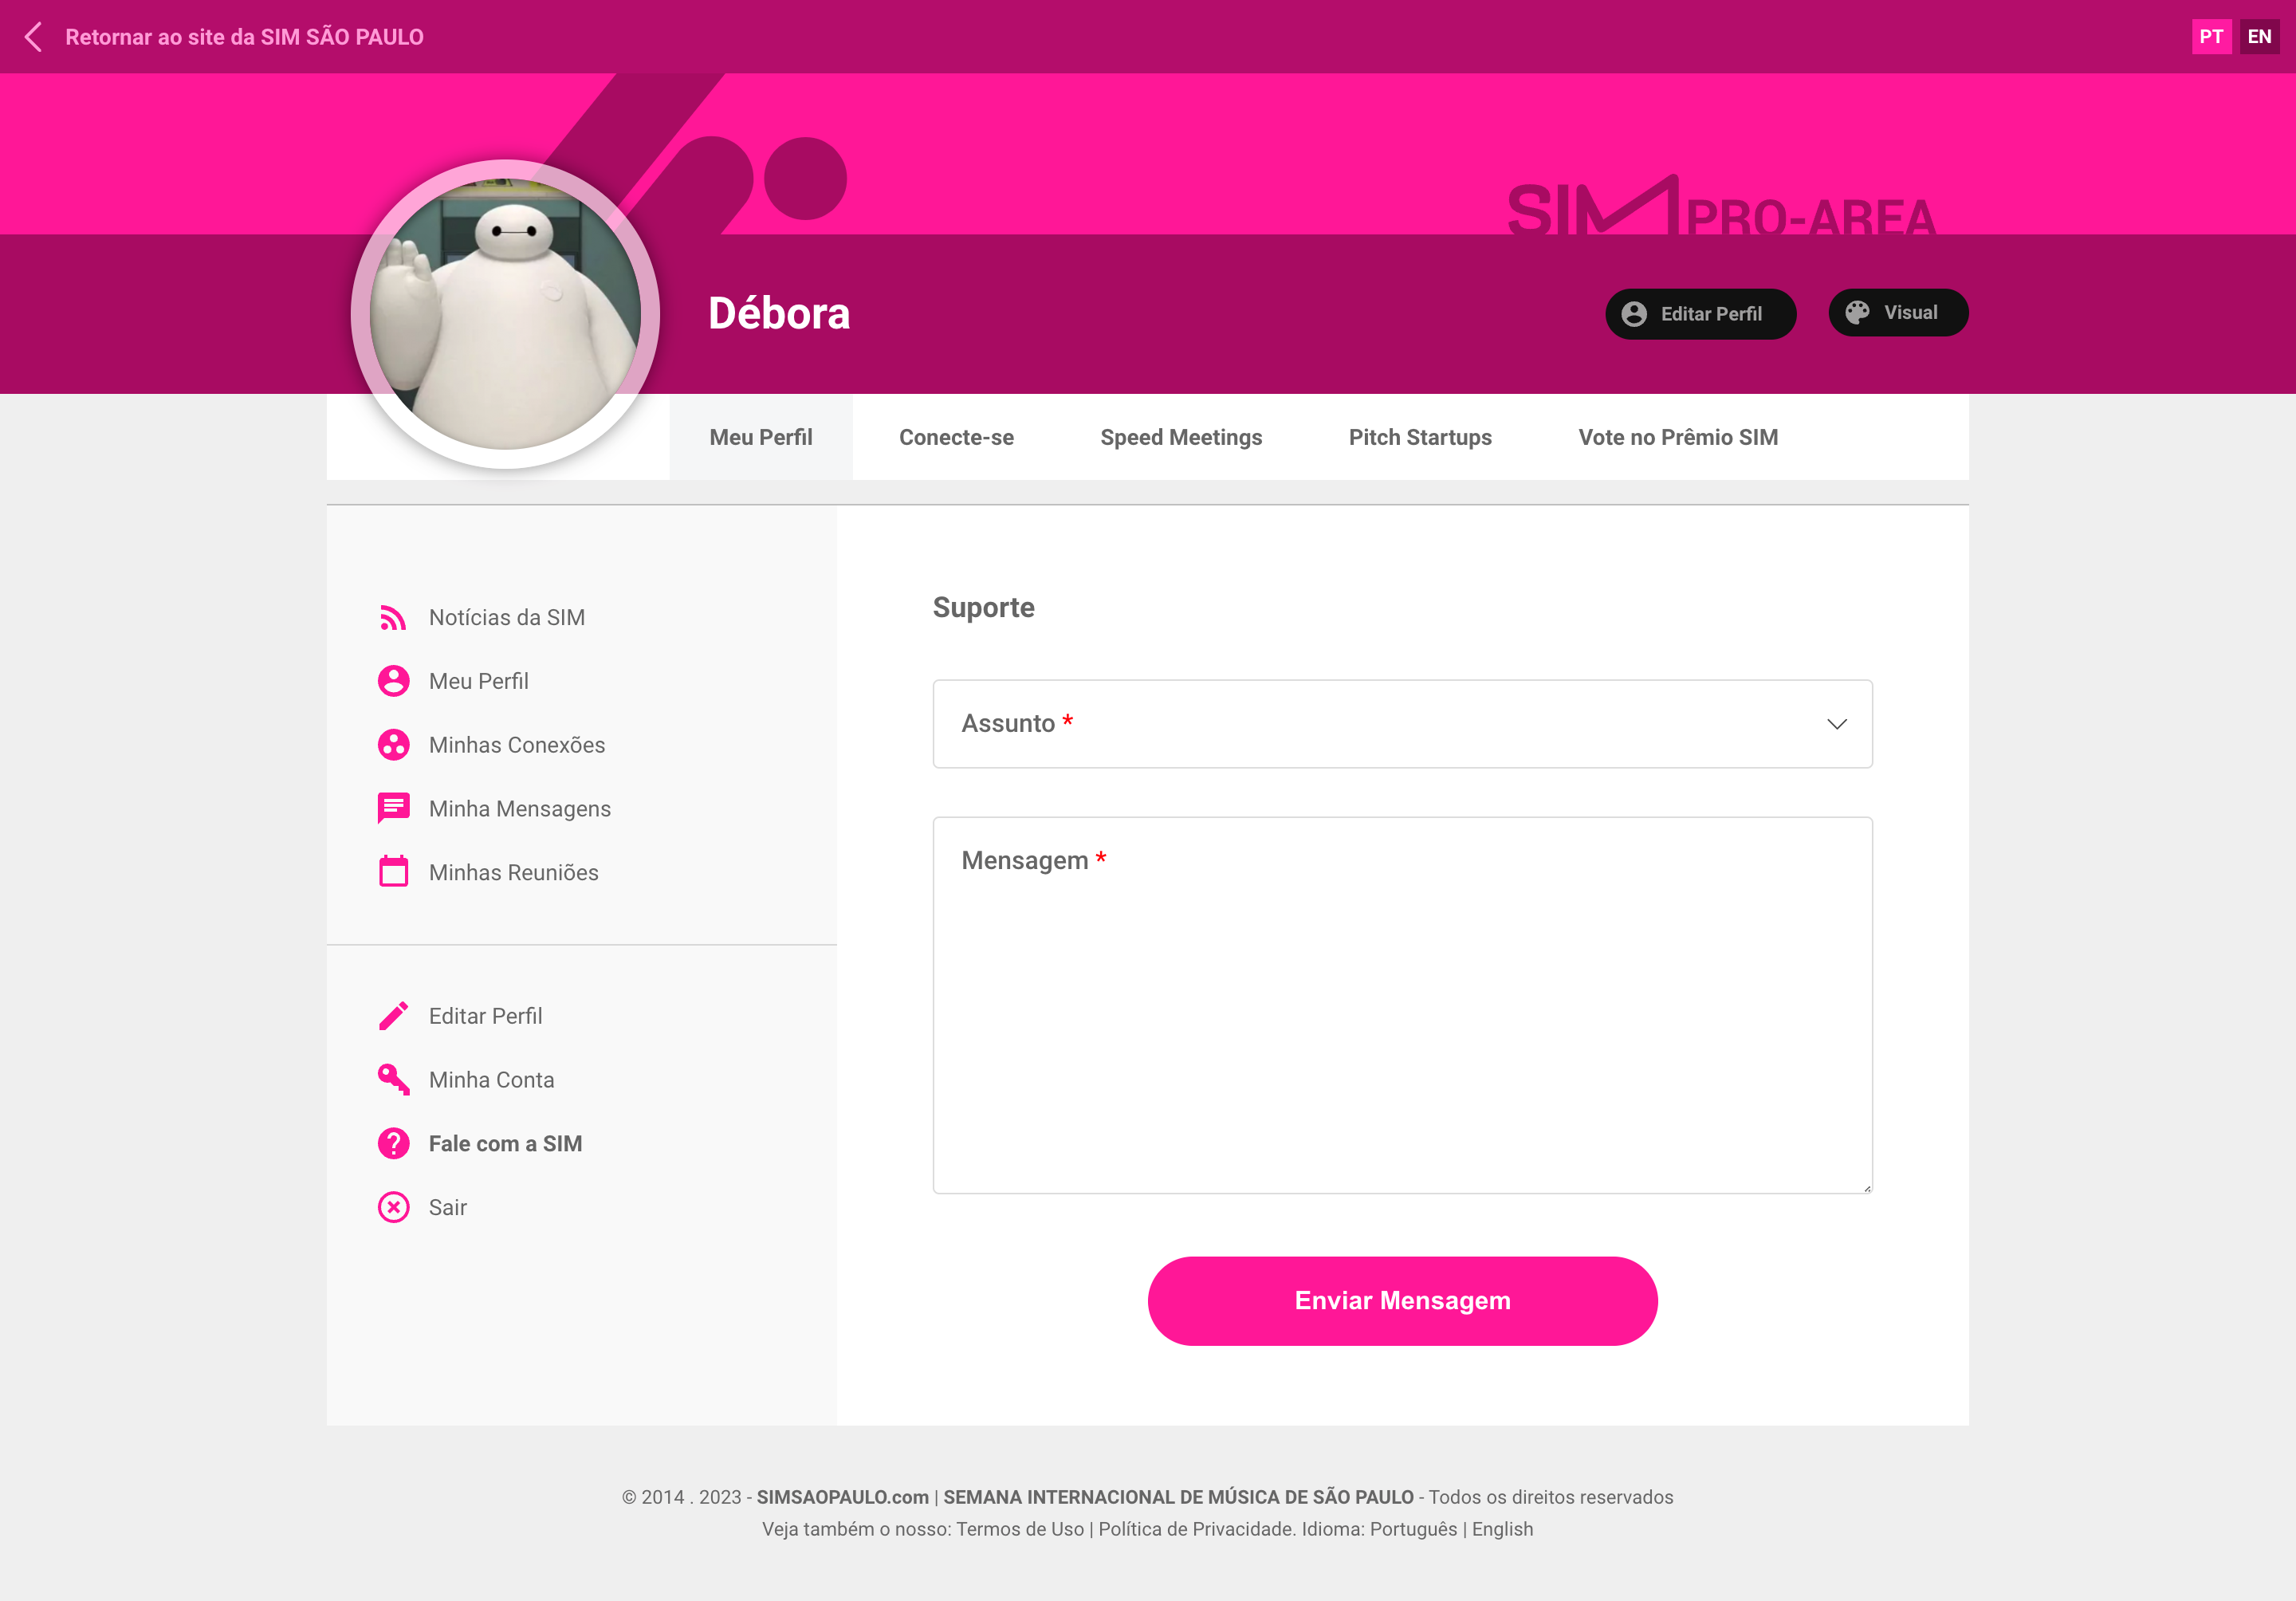 Retornar ao site da SIM SÃO PAULO
PT EN
SIM PRO-AREA
Débora
Editar Perfil
Visual
Meu Perfil
Conecte-se
Speed Meetings
Pitch Startups
Vote no Prêmio SIM
Notícias da SIM
Meu Perfil
Minhas Conexões
Minha Mensagens
Minhas Reuniões
Editar Perfil
Minha Conta
Fale com a SIM
Sair
Suporte
Assunto *
Mensagem *
Enviar Mensagem
© 2014 . 2023 - SIMSAOPAULO.com | SEMANA INTERNACIONAL DE MÚSICA DE SÃO PAULO - Todos os direitos reservados
Veja também o nosso: Termos de Uso | Política de Privacidade. Idioma: Português | English